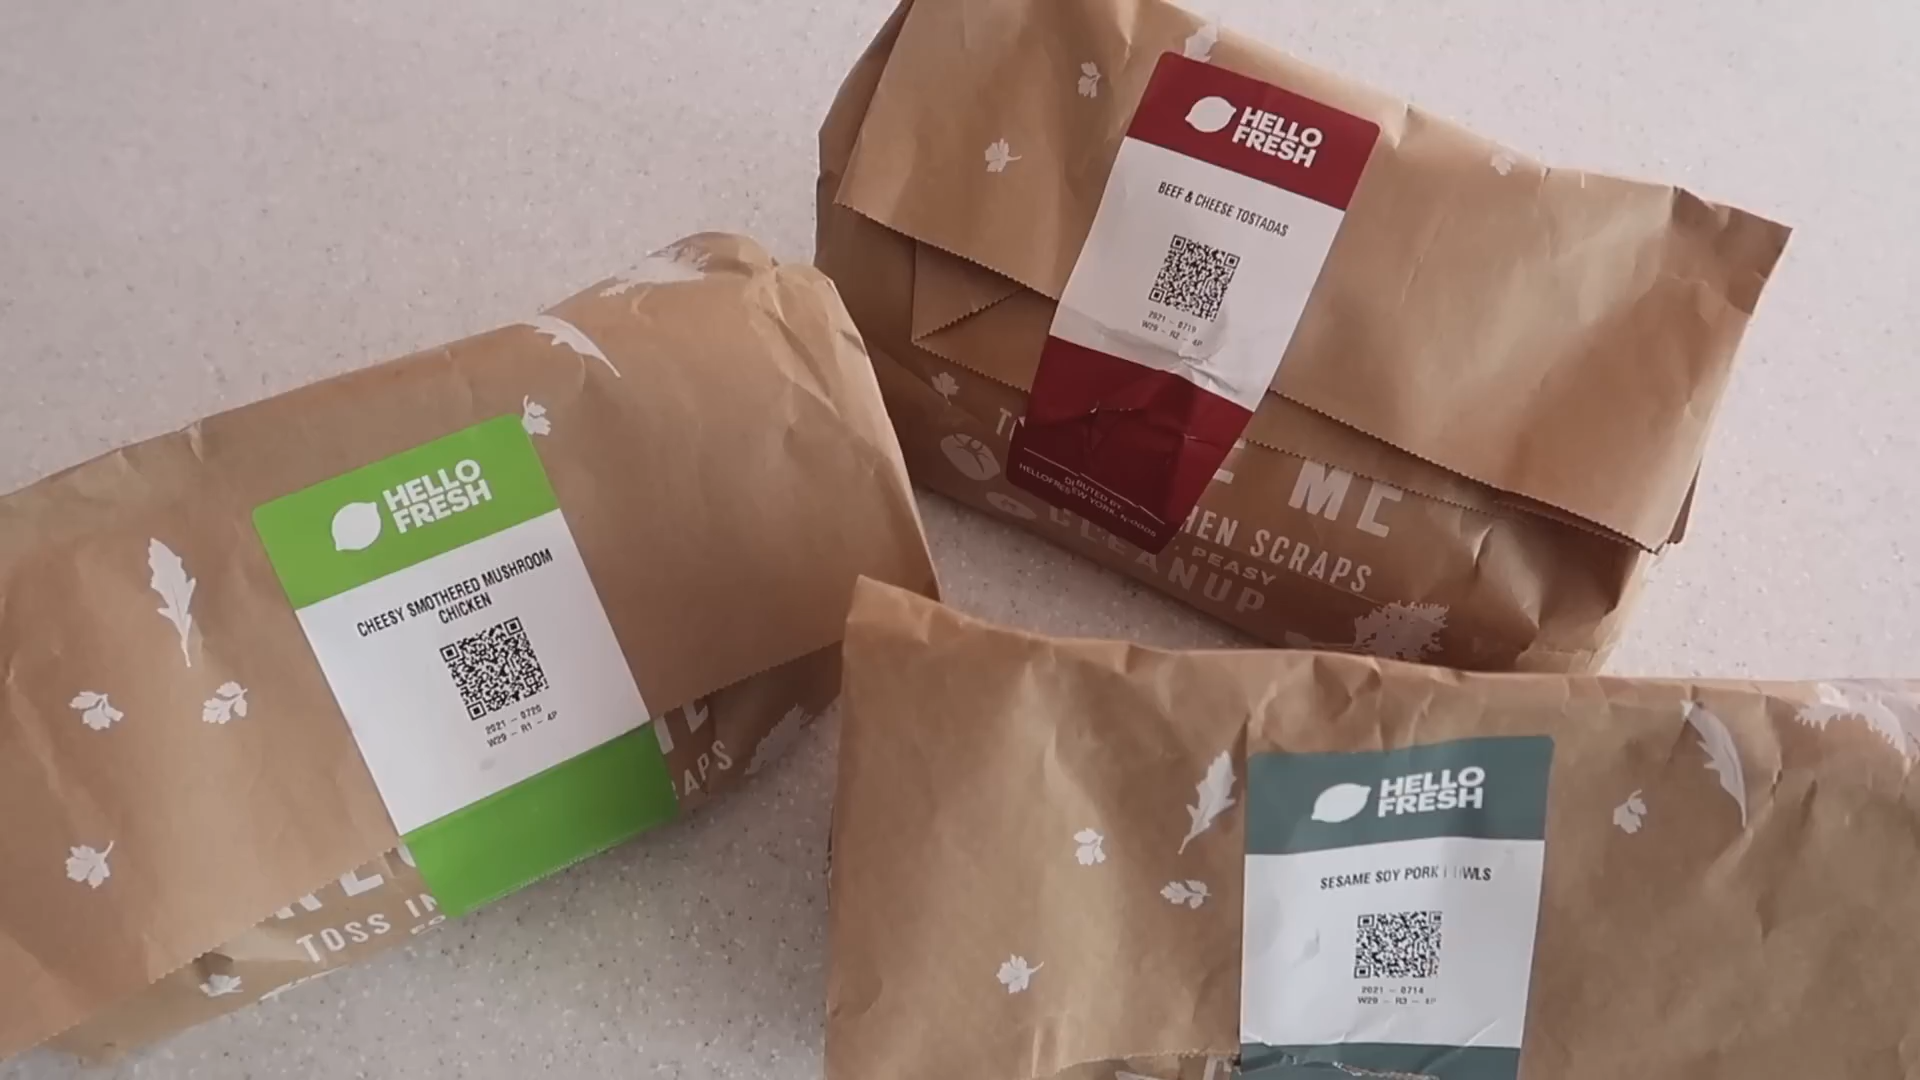 HELLO
FRESH
BEEF & CHEESE TOSTADAS
2021 - 0719
W29 - R2 - 4P
HELLO
FRESH
CHEESY SMOTHERED MUSHROOM
CHICKEN
2021 - 0720
W29 - R1 - 4P
TOSS IN
ME
SCRAPS
PEASY
CLEANUP
HELLO
FRESH
SESAME SOY PORK
2021 - 0714
W29 - R3 - 4P